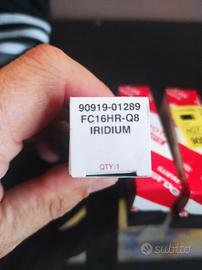 90919-01289
FC16HR-Q8
IRIDIUM
QTY:1
subito